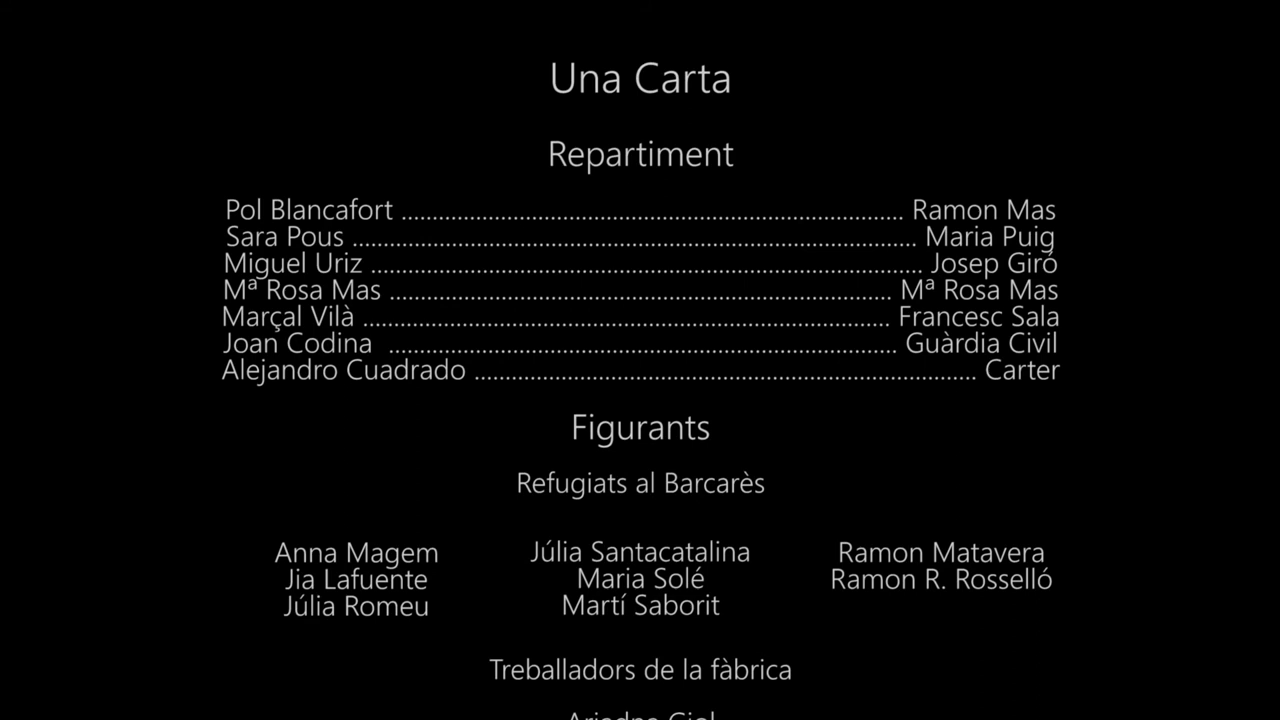 Una Carta
Repartiment
Pol Blancafort ........................................................................................ Ramon Mas
Sara Pous ................................................................................................... Maria Puig
Miguel Uriz ................................................................................................. Josep Giró
Mª Rosa Mas ........................................................................................ Mª Rosa Mas
Marçal Vilà ............................................................................................ Francesc Sala
Joan Codina ......................................................................................... Guàrdia Civil
Alejandro Cuadrado ........................................................................................ Carter
Figurants
Refugiats al Barcarès
Anna Magem Júlia Santacatalina Ramon Matavera
Jia Lafuente Maria Solé Ramon R. Rosselló
Júlia Romeu Martí Saborit
Treballadors de la fàbrica